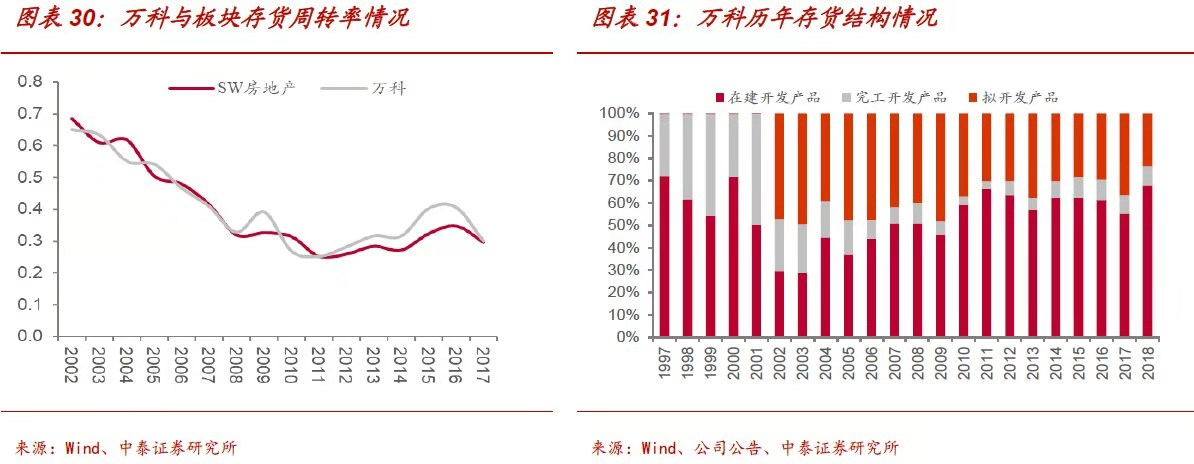 图表 30：万科与板块存货周转率情况
SW房地产 万科
0.8
0.7
0.6
0.5
0.4
0.3
0.2
0.1
0.0
2002 2003 2004 2005 2006 2007 2008 2009 2010 2011 2012 2013 2014 2015 2016 2017
来源：Wind、中泰证券研究所
图表 31：万科历年存货结构情况
在建开发产品 完工开发产品 拟开发产品
100%
90%
80%
70%
60%
50%
40%
30%
20%
10%
0%
1997 1998 1999 2000 2001 2002 2003 2004 2005 2006 2007 2008 2009 2010 2011 2012 2013 2014 2015 2016 2017 2018
来源：Wind、公司公告、中泰证券研究所